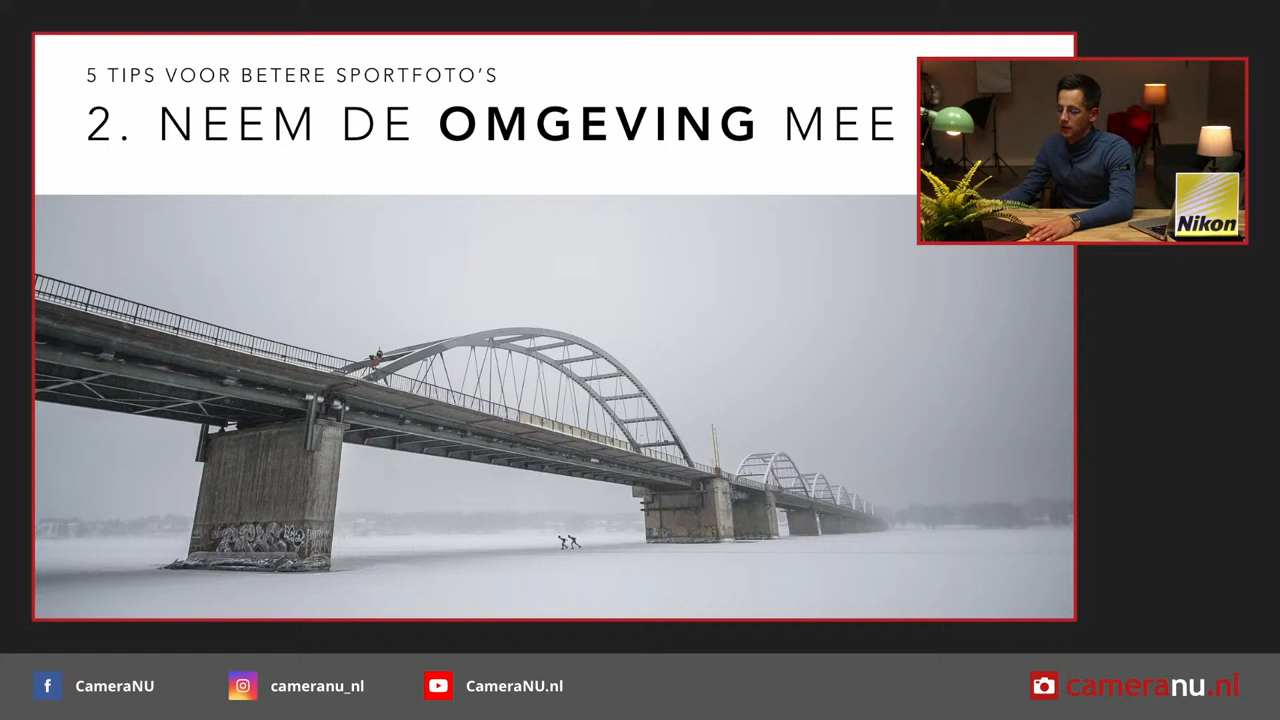 5 TIPS VOOR BETERE SPORTFOTO'S
2. NEEM DE OMGEVING MEE
Nikon
CameraNU
cameranu_nl
CameraNU.nl
cameranu.nl